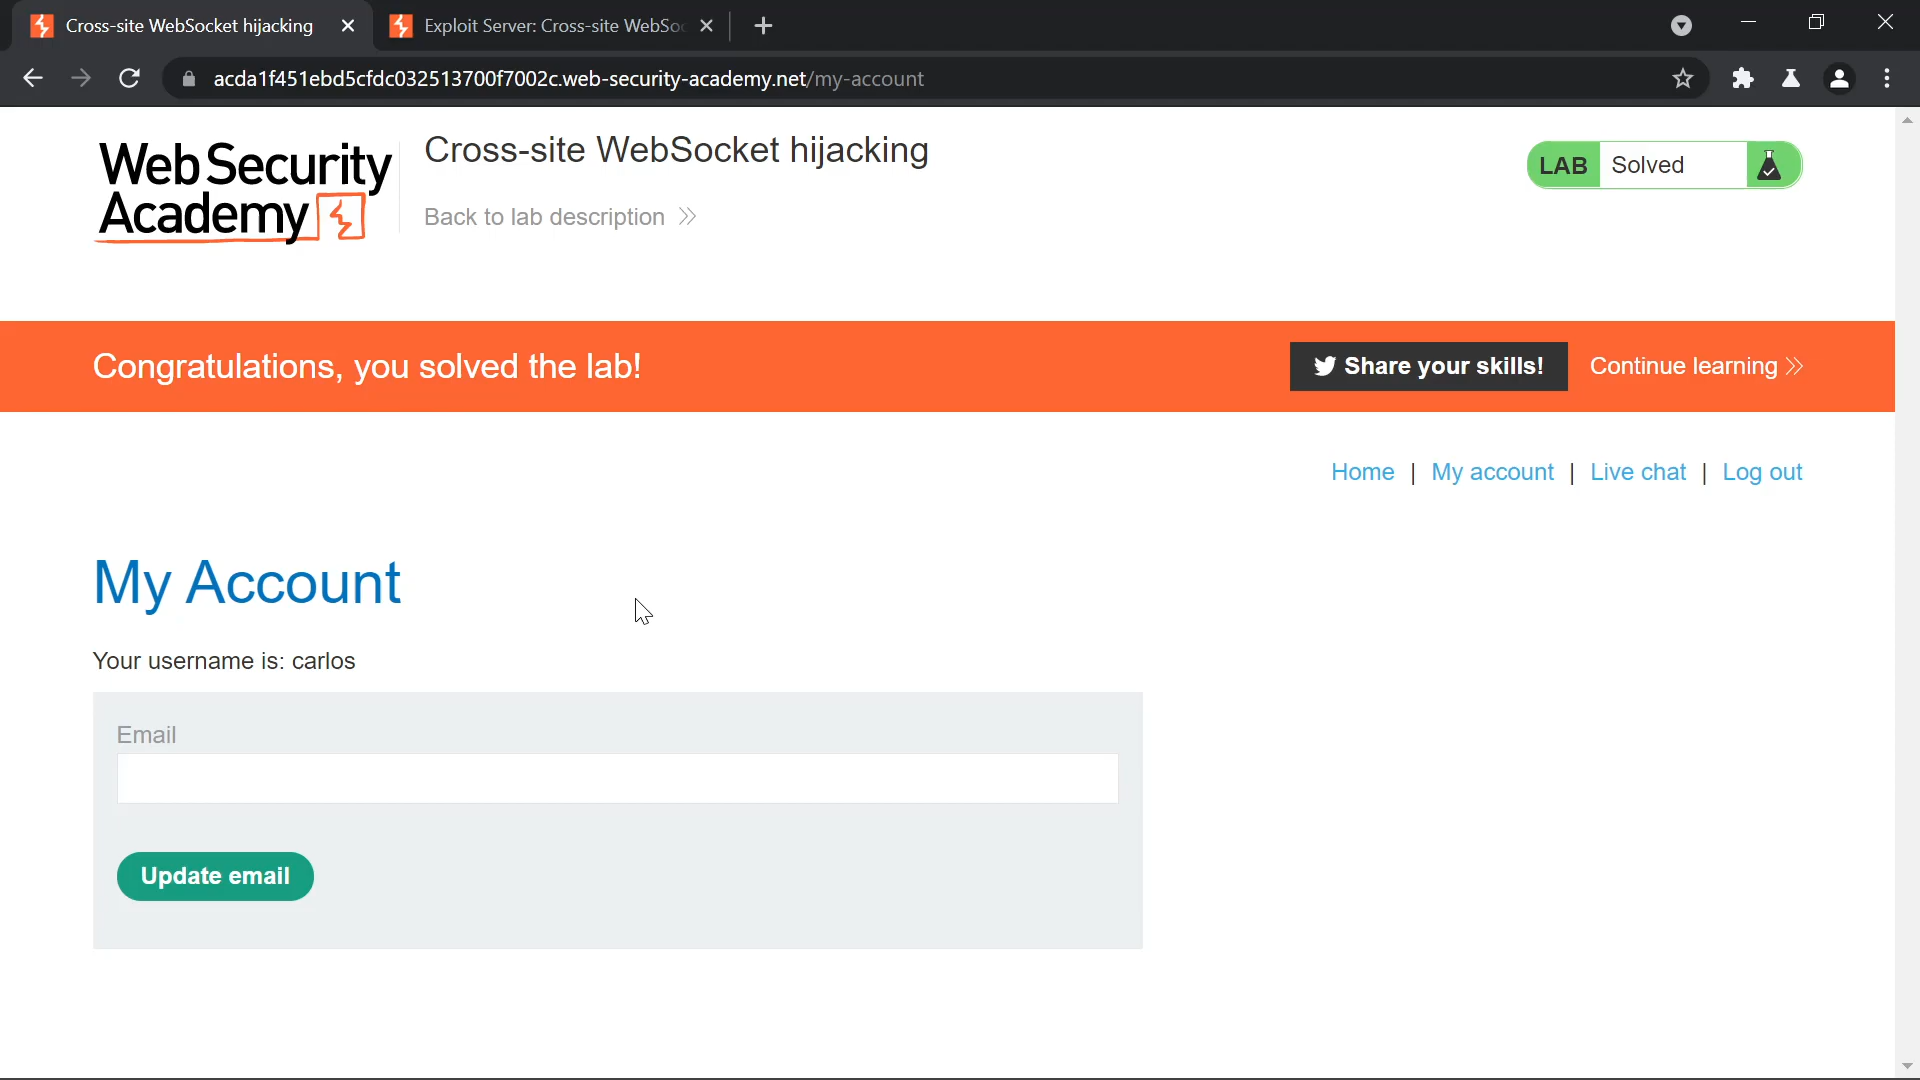 Cross-site WebSocket hijacking
Exploit Server: Cross-site WebSoc
acda1f451ebd5cfdc032513700f7002c.web-security-academy.net/my-account
Web Security
Academy
Cross-site WebSocket hijacking
Back to lab description
LAB Solved
Congratulations, you solved the lab!
Share your skills!
Continue learning
Home | My account | Live chat | Log out
My Account
Your username is: carlos
Email
Update email